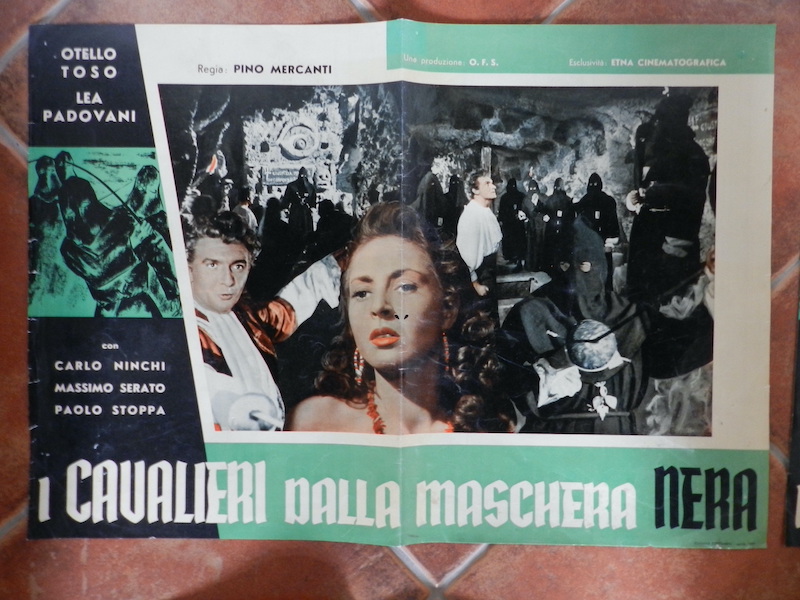 OTELLO
TOSO
LEA
PADOVANI
Regia: PINO MERCANTI
Una produzione: O. F. S.
Esclusività: ETNA CINEMATOGRAFICA
con
CARLO NINCHI
MASSIMO SERATO
PAOLO STOPPA
I CAVALIERI DALLA MASCHERA NERA